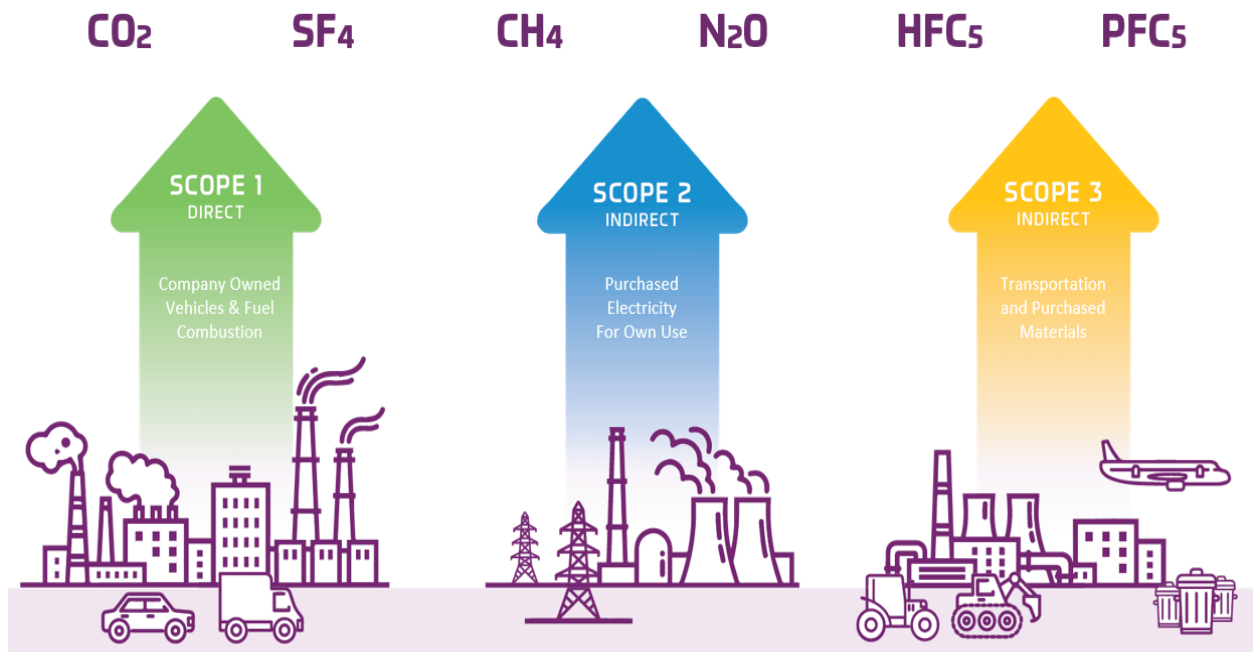 CO2 SF4 CH4 N2O HFC5 PFC5
SCOPE 1
DIRECT
Company Owned
Vehicles & Fuel
Combustion
SCOPE 2
INDIRECT
Purchased
Electricity
For Own Use
SCOPE 3
INDIRECT
Transportation
and Purchased
Materials